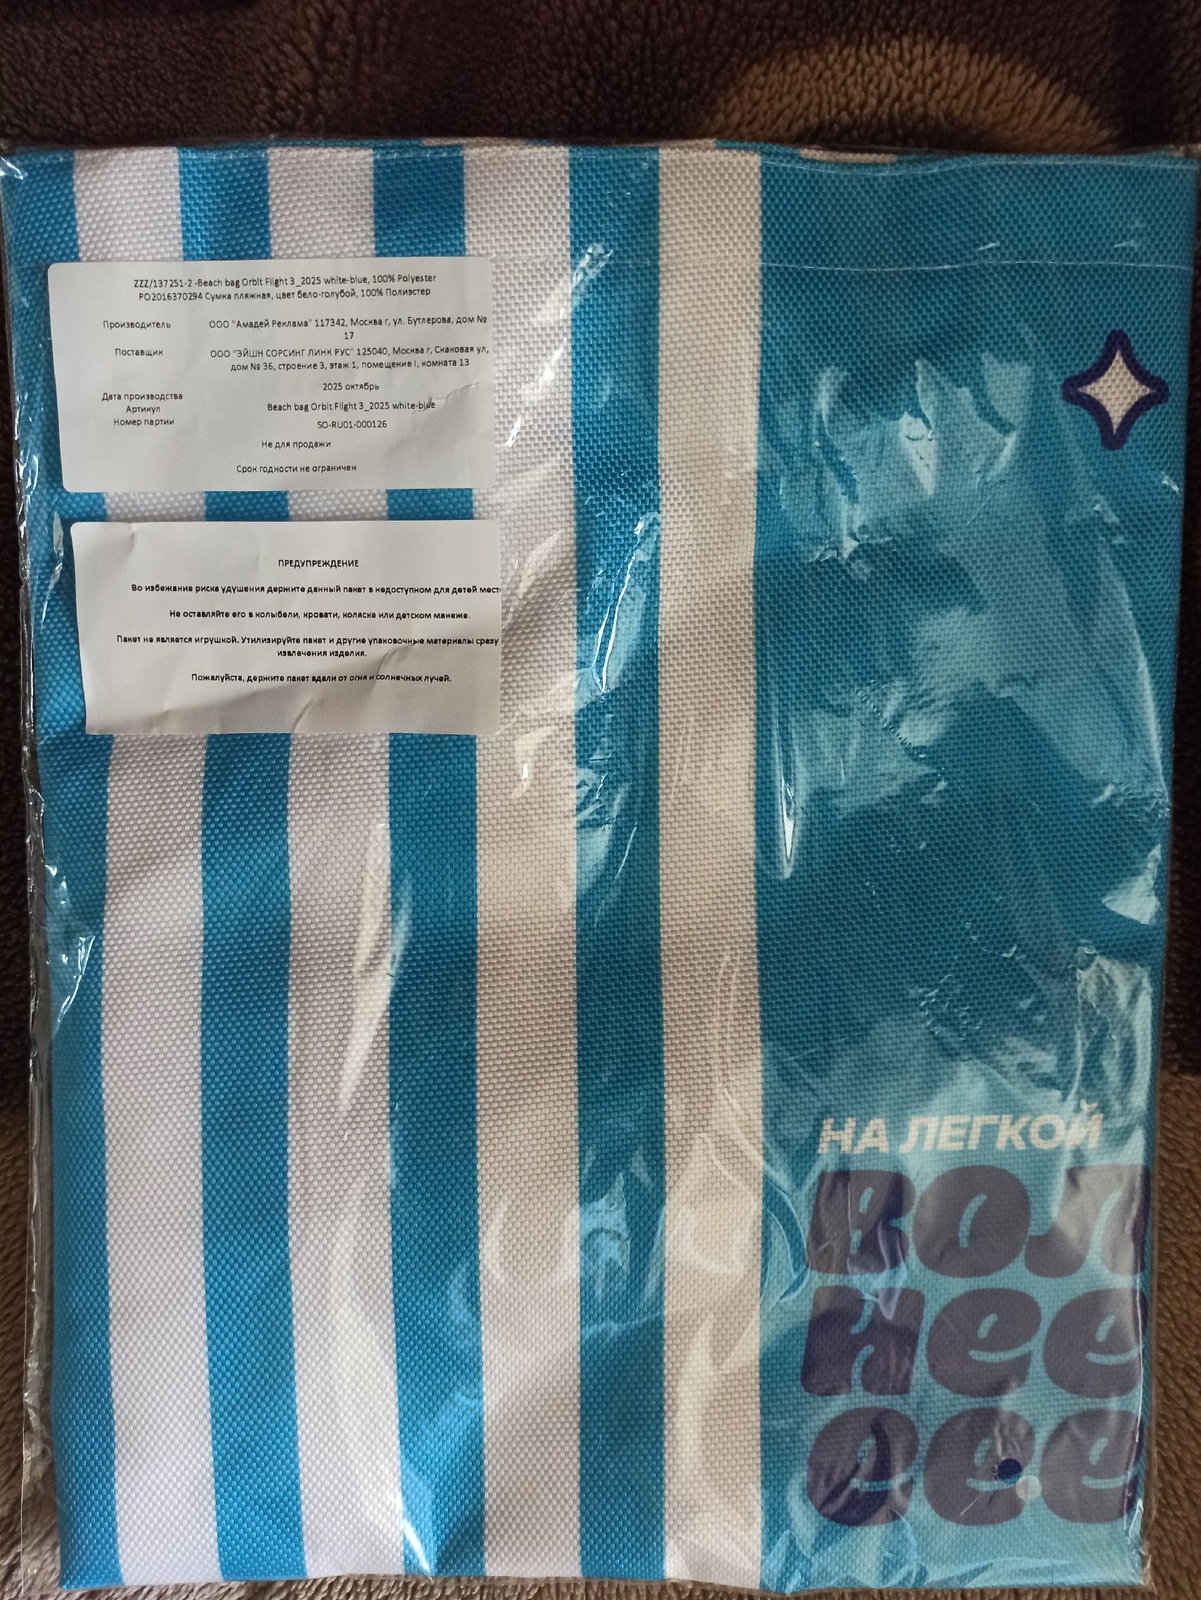 ZZZ/137251-2 -Beach bag Orbit Flight 3_2025 white-blue, 100% Polyester
PO2016370294 Сумка пляжная, цвет бело-голубой, 100% Полиэстер
Производитель ООО "Амадей Реклама" 117342, Москва г, ул. Бутлерова, дом №
17
Поставщик ООО "ЭЙШН СОРСИНГ ЛИНК РУС" 125040, Москва г, Скаковая ул,
дом № 36, строение 3, этаж 1, помещение I, комната 13
Дата производства 2025 октябрь
Артикул Beach bag Orbit Flight 3_2025 white-blue
Номер партии SO-RU01-000126
Не для продажи
Срок годности не ограничен
ПРЕДУПРЕЖДЕНИЕ
Во избежание риска удушения держите данный пакет в недоступном для детей мест
Не оставляйте его в колыбели, кровати, коляске или детском манеже.
Пакет не является игрушкой. Утилизируйте пакет и другие упаковочные материалы сразу
извлечения изделия.
Пожалуйста, держите пакет вдали от огня и солнечных лучей.
НА ЛЕГКОЙ
вол
нее
еее